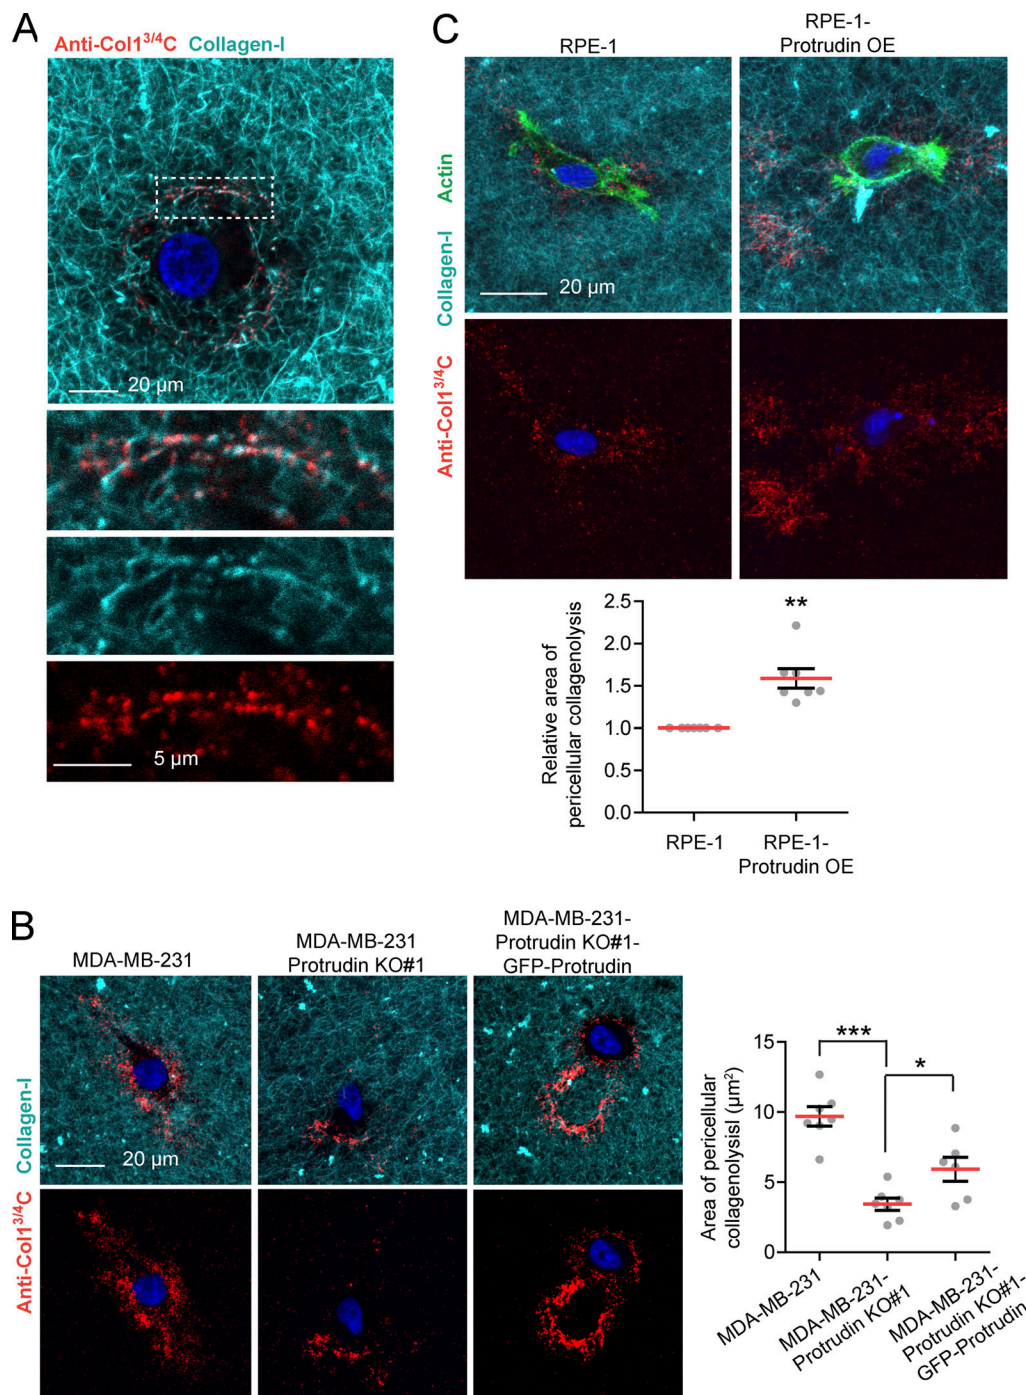 A
Anti-Col1³/⁴C Collagen-I
20 µm
5 µm
C
RPE-1
RPE-1-
Protrudin OE
Anti-Col1³/⁴C Collagen-I Actin
20 µm
Relative area of
pericellular collagenolysis
2.5
2.0
1.5
1.0
0.5
0.0
**
RPE-1
RPE-1-
Protrudin OE
B
MDA-MB-231
MDA-MB-231
Protrudin KO#1
MDA-MB-231-
Protrudin KO#1-
GFP-Protrudin
Anti-Col1³/⁴C Collagen-I
20 µm
Area of pericellular
collagenolysisl (µm²)
15
10
5
0
***
*
MDA-MB-231
MDA-MB-231-
Protrudin KO#1
MDA-MB-231-
Protrudin KO#1-
GFP-Protrudin